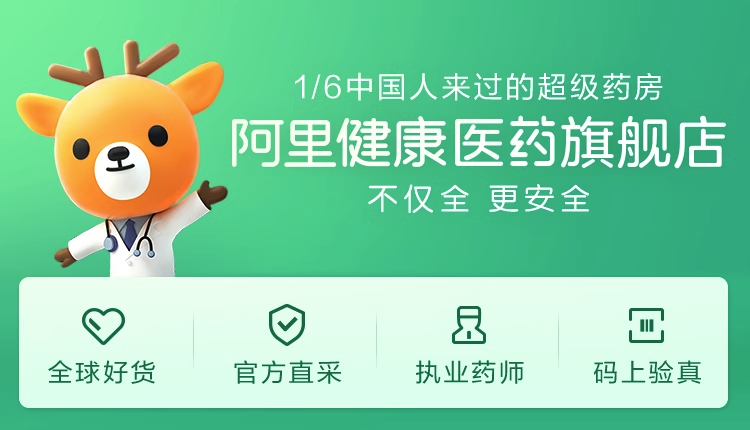 1/6中国人来过的超级药房
阿里健康医药旗舰店
不仅全 更安全
全球好货
官方直采
执业药师
码上验真